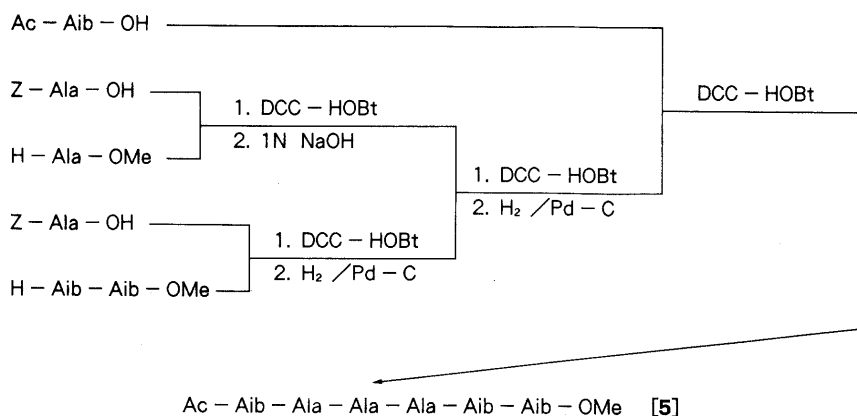 Ac – Aib – OH
Z – Ala – OH
H – Ala – OMe
1. DCC – HOBt
2. 1N NaOH
Z – Ala – OH
H – Aib – Aib – OMe
1. DCC – HOBt
2. H₂ / Pd – C
1. DCC – HOBt
2. H₂ / Pd – C
DCC – HOBt
Ac – Aib – Ala – Ala – Ala – Aib – Aib – OMe [5]